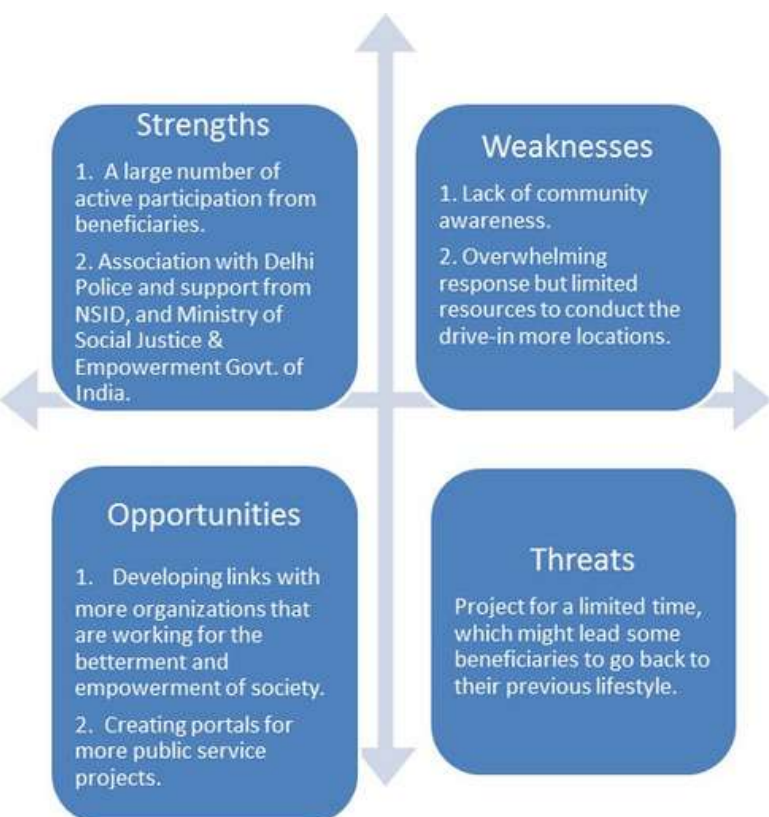 Strengths
1. A large number of
active participation from
beneficiaries.
2. Association with Delhi
Police and support from
NSID, and Ministry of
Social Justice &
Empowerment Govt. of
India.
Weaknesses
1. Lack of community
awareness.
2. Overwhelming
response but limited
resources to conduct the
drive-in more locations.
Opportunities
1. Developing links with
more organizations that
are working for the
betterment and
empowerment of society.
2. Creating portals for
more public service
projects.
Threats
Project for a limited time,
which might lead some
beneficiaries to go back to
their previous lifestyle.